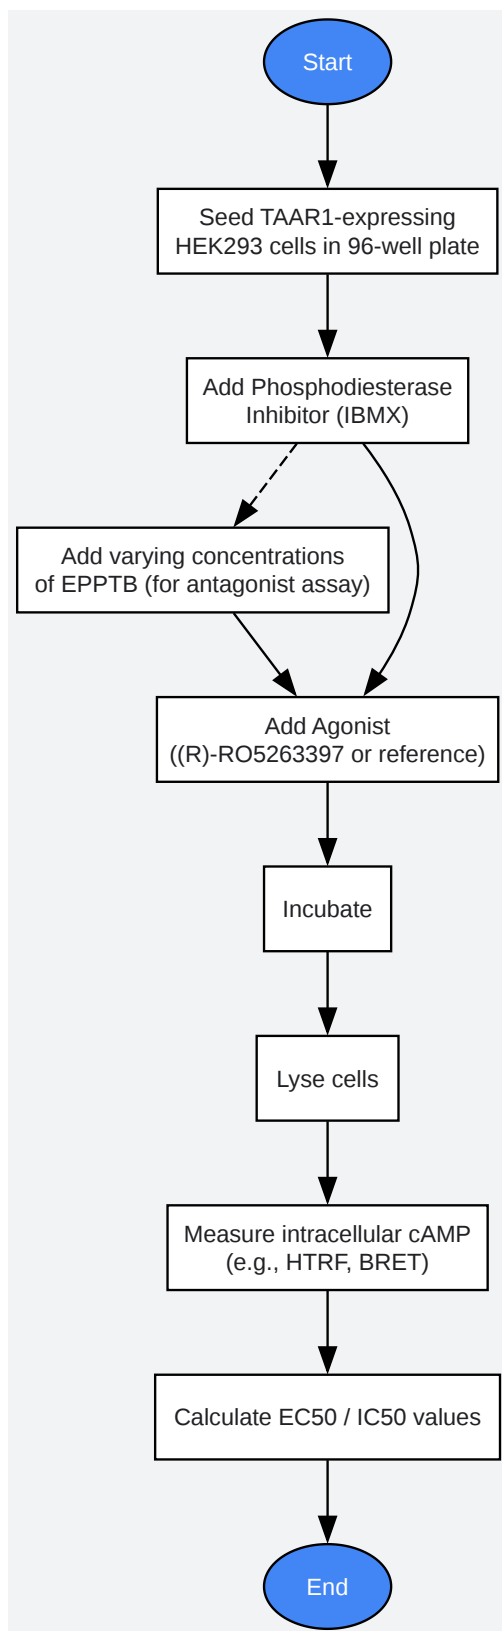 Start
Seed TAAR1-expressing
HEK293 cells in 96-well plate
Add Phosphodiesterase
Inhibitor (IBMX)
Add varying concentrations
of EPPTB (for antagonist assay)
Add Agonist
((R)-RO5263397 or reference)
Incubate
Lyse cells
Measure intracellular cAMP
(e.g., HTRF, BRET)
Calculate EC50 / IC50 values
End